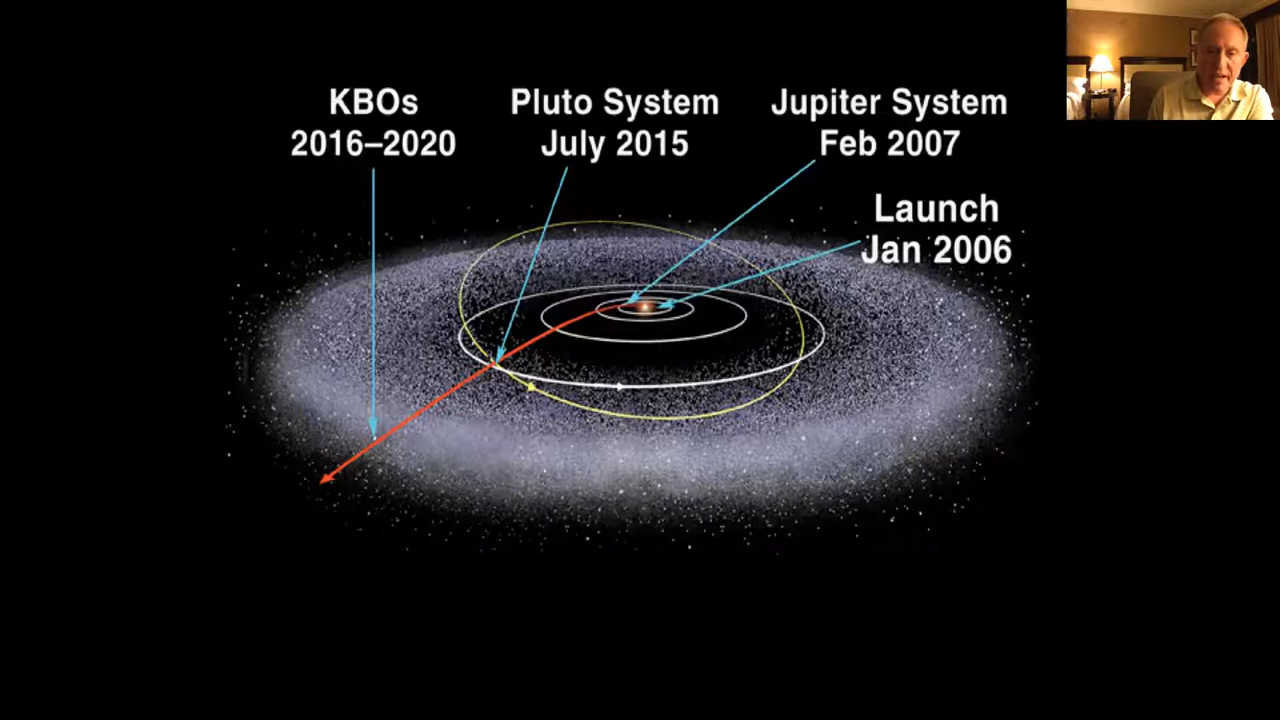 KBOs
2016–2020
Pluto System
July 2015
Jupiter System
Feb 2007
Launch
Jan 2006